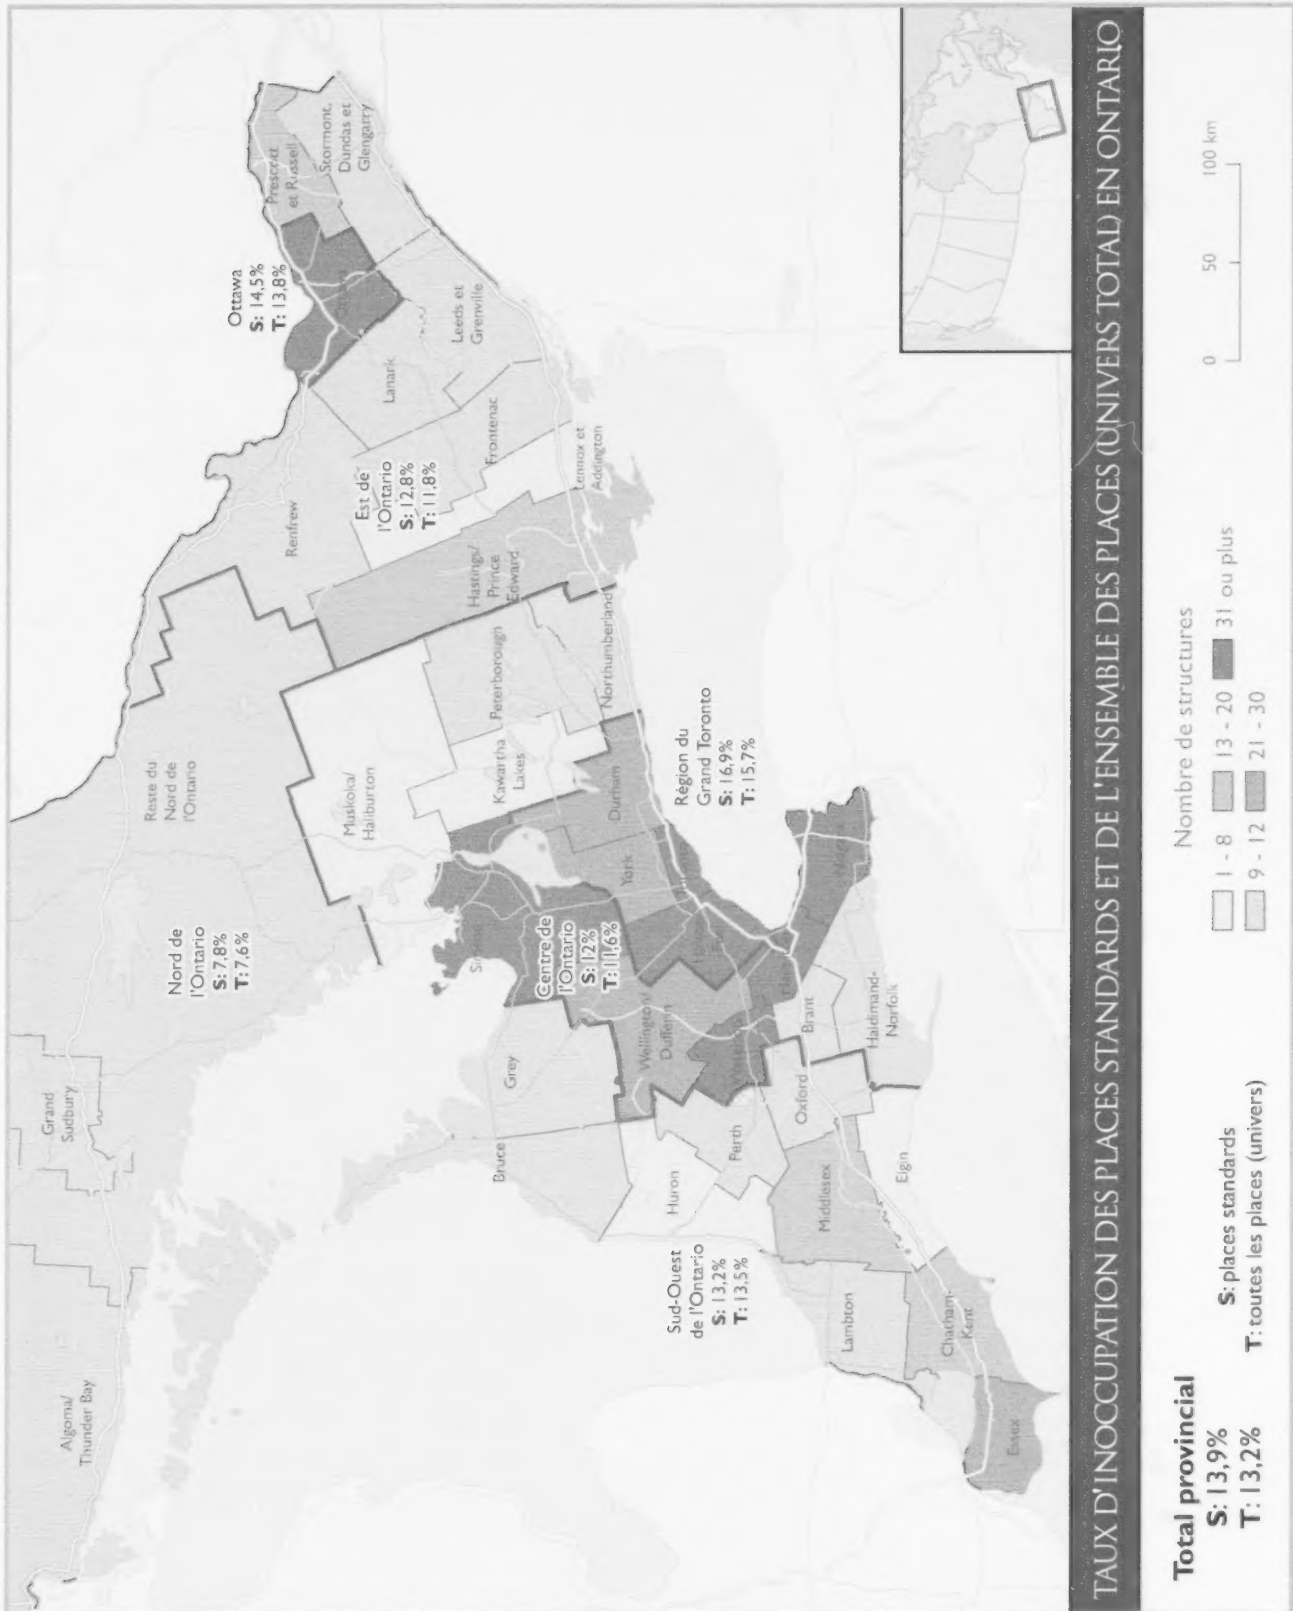 Algoma/
Thunder Bay
Grand
Sudbury
Nord de
l'Ontario
S: 7,8%
T: 7,6%
Reste du
Nord de
l'Ontario
Renfrew
Ottawa
S: 14,5%
T: 13,8%
Prescott
et Russell
Stormont,
Dundas et
Glengarry
Lanark
Leeds et
Grenville
Frontenac
Est de
l'Ontario
S: 12,8%
T: 11,8%
Lennox et
Addington
Hastings/
Prince
Edward
Muskoka/
Haliburton
Peterborough
Kawartha
Lakes
Northumberland
Durham
York
Région du
Grand Toronto
S: 16,9%
T: 15,7%
Centre de
l'Ontario
S: 12%
T: 11,6%
Grey
Bruce
Wellington/
Dufferin
Huron
Perth
Oxford
Brant
Haldimand-
Norfolk
Middlesex
Elgin
Sud-Ouest
de l'Ontario
S: 13,2%
T: 13,5%
Lambton
Chatham-
Kent
Essex
TAUX D'INOCCUPATION DES PLACES STANDARDS ET DE L'ENSEMBLE DES PLACES (UNIVERS TOTAL) EN ONTARIO
Total provincial
S: 13,9%
T: 13,2%
S: places standards
T: toutes les places (univers)
Nombre de structures
1 - 8
13 - 20
31 ou plus
9 - 12
21 - 30
0
50
100 km